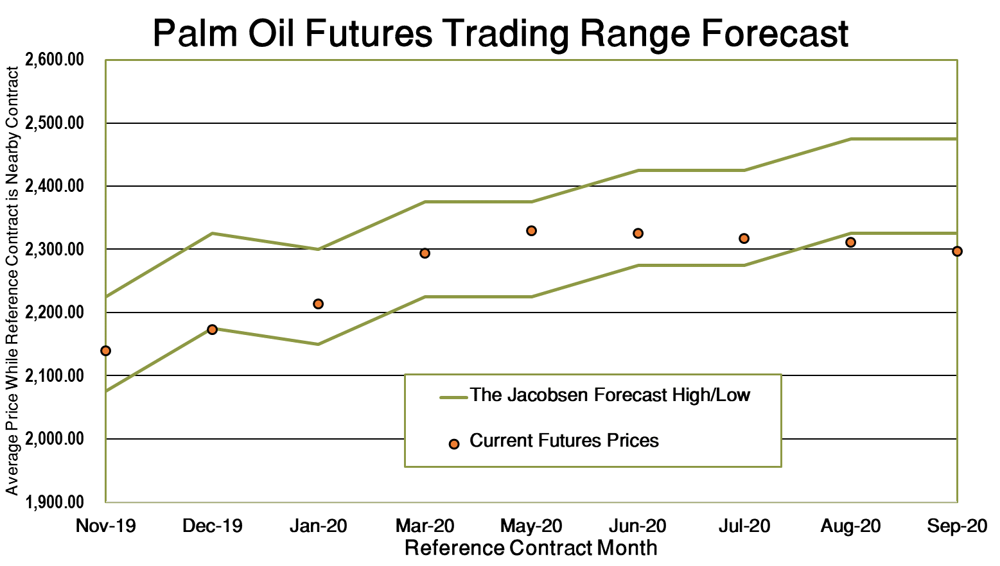 Palm Oil Futures Trading Range Forecast
Average Price While Reference Contract is Nearby Contract
2,600.00
2,500.00
2,400.00
2,300.00
2,200.00
2,100.00
2,000.00
1,900.00
The Jacobsen Forecast High/Low
Current Futures Prices
Nov-19 Dec-19 Jan-20 Mar-20 May-20 Jun-20 Jul-20 Aug-20 Sep-20
Reference Contract Month